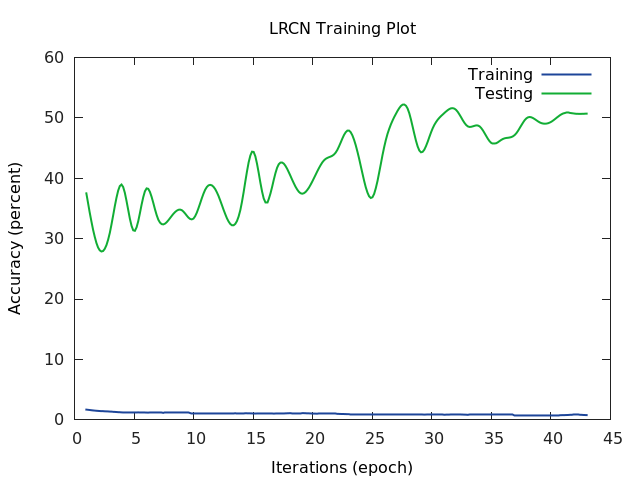 LRCN Training Plot
60
50
40
30
20
10
0
Accuracy (percent)
Training
Testing
0 5 10 15 20 25 30 35 40 45
Iterations (epoch)